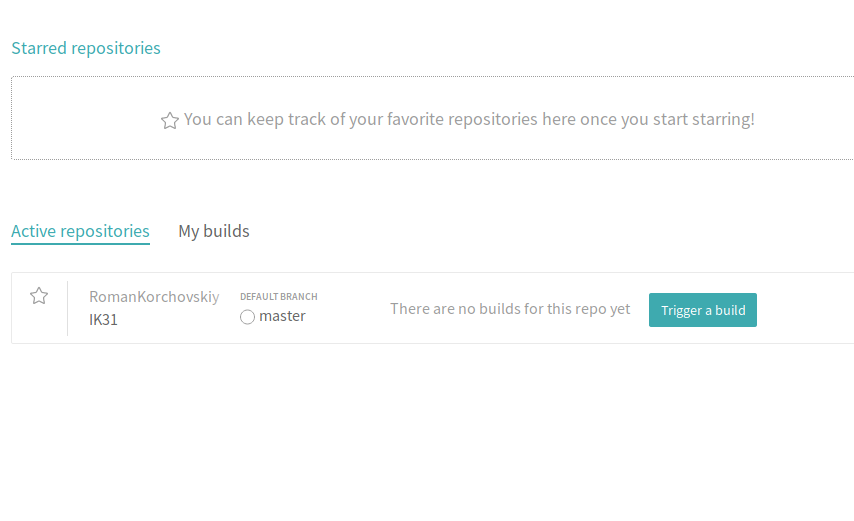 Starred repositories
You can keep track of your favorite repositories here once you start starring!
Active repositories My builds
RomanKorchovskiy
IK31
DEFAULT BRANCH
master
There are no builds for this repo yet
Trigger a build